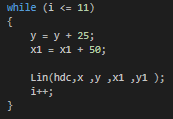 while (i <= 11)
{
    y = y + 25;
    x1 = x1 + 50;

    Lin(hdc,x ,y ,x1 ,y1 );
    i++;
}